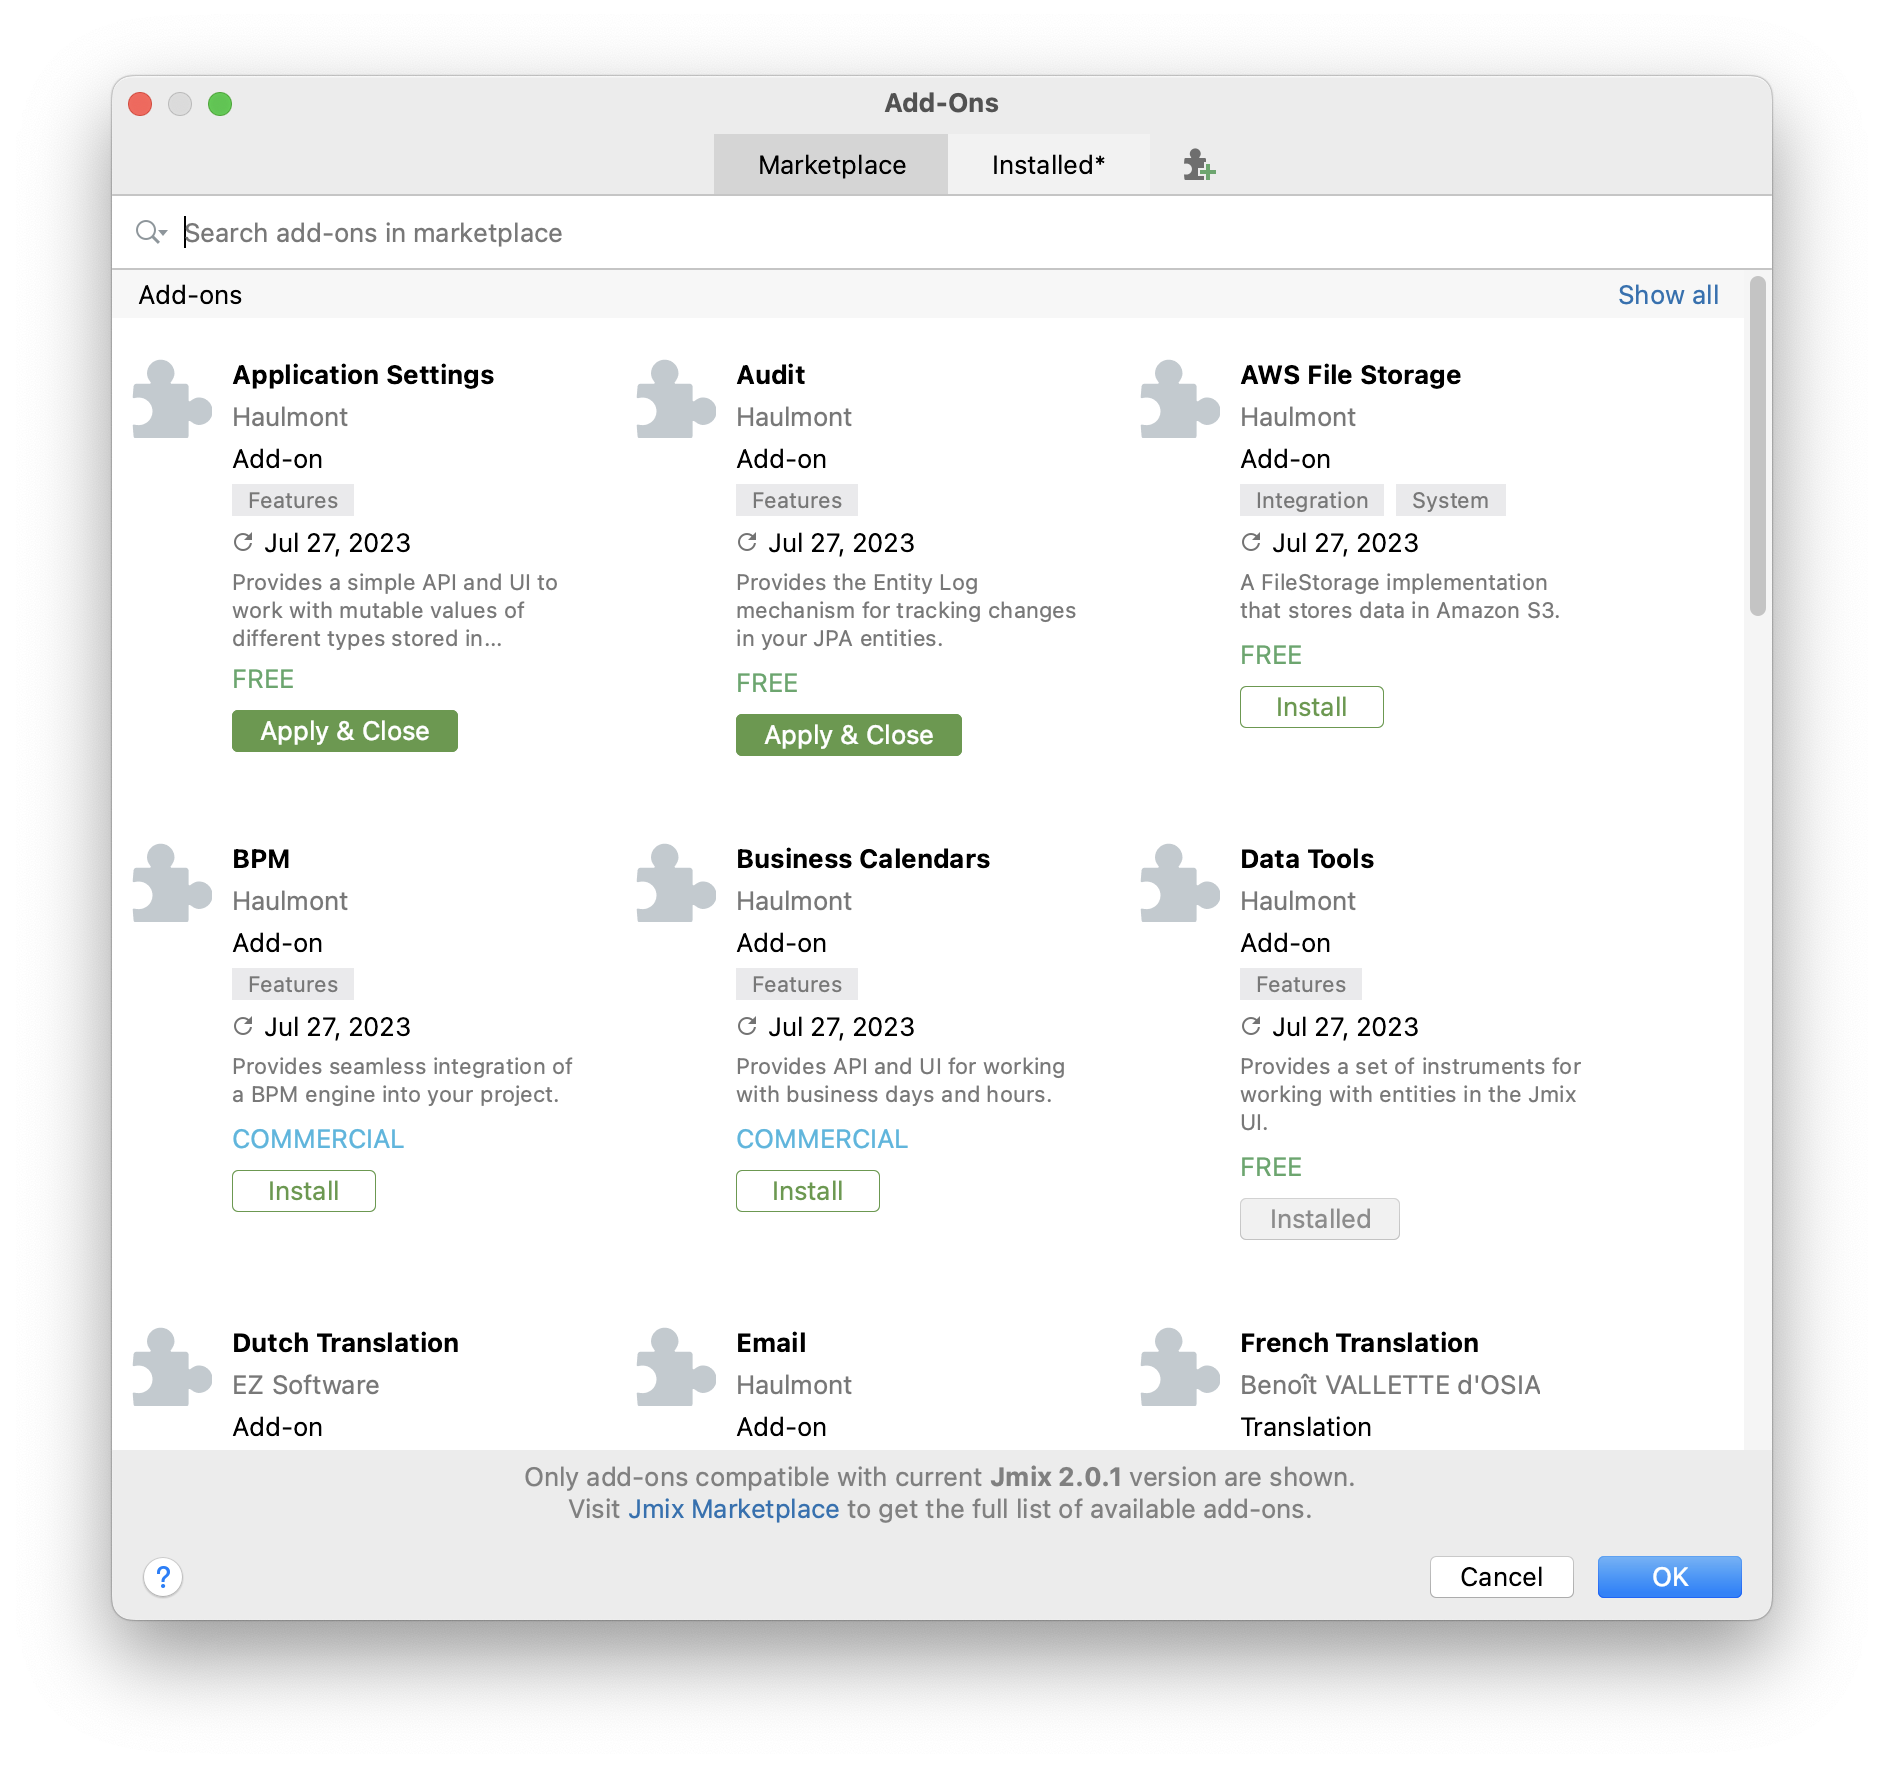 Add-Ons
Marketplace
Installed*
Search add-ons in marketplace
Add-ons
Show all
Application Settings
Haulmont
Add-on
Features
Jul 27, 2023
Provides a simple API and UI to
work with mutable values of
different types stored in...
FREE
Apply & Close
Audit
Haulmont
Add-on
Features
Jul 27, 2023
Provides the Entity Log
mechanism for tracking changes
in your JPA entities.
FREE
Apply & Close
AWS File Storage
Haulmont
Add-on
Integration System
Jul 27, 2023
A FileStorage implementation
that stores data in Amazon S3.
FREE
Install
BPM
Haulmont
Add-on
Features
Jul 27, 2023
Provides seamless integration of
a BPM engine into your project.
COMMERCIAL
Install
Business Calendars
Haulmont
Add-on
Features
Jul 27, 2023
Provides API and UI for working
with business days and hours.
COMMERCIAL
Install
Data Tools
Haulmont
Add-on
Features
Jul 27, 2023
Provides a set of instruments for
working with entities in the Jmix
UI.
FREE
Installed
Dutch Translation
EZ Software
Add-on
Email
Haulmont
Add-on
French Translation
Benoît VALLETTE d'OSIA
Translation
Only add-ons compatible with current Jmix 2.0.1 version are shown.
Visit Jmix Marketplace to get the full list of available add-ons.
?
Cancel
OK